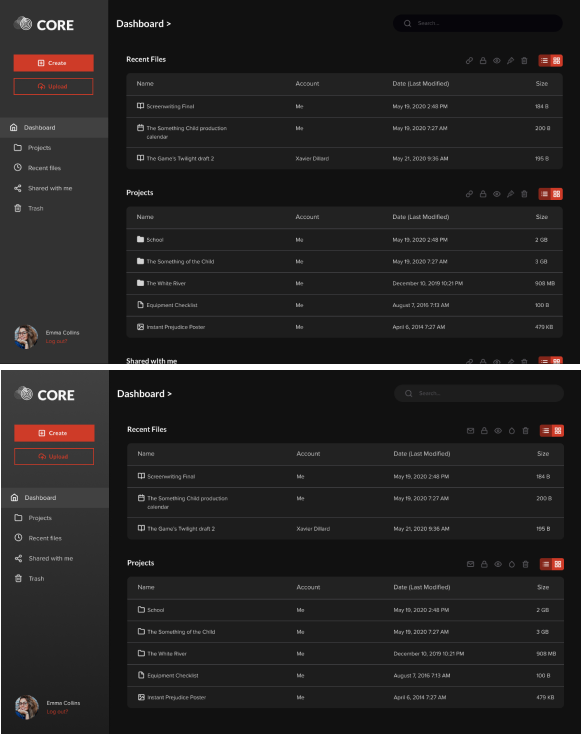 CORE
Dashboard >
Search...
Create
Upload
Dashboard
Projects
Recent files
Shared with me
Trash
Emma Collins
Log out?
Recent Files
Name Account Date (Last Modified) Size
Screenwriting Final Me May 19, 2020 2:48 PM 184 B
The Something Child production Me May 19, 2020 7:27 AM 200 B
calendar
The Game's Twilight draft 2 Xavier Dillard May 21, 2020 9:36 AM 195 B
Projects
Name Account Date (Last Modified) Size
School Me May 19, 2020 2:48 PM 2 GB
The Something of the Child Me May 19, 2020 7:27 AM 3 GB
The White River Me December 10, 2019 10:21 PM 908 MB
Equipment Checklist Me August 7, 2016 7:13 AM 100 B
Instant Prejudice Poster Me April 6, 2014 7:27 AM 479 KB
Shared with me
CORE
Dashboard >
Search...
Create
Upload
Dashboard
Projects
Recent files
Shared with me
Trash
Emma Collins
Log out?
Recent Files
Name Account Date (Last Modified) Size
Screenwriting Final Me May 19, 2020 2:48 PM 184 B
The Something Child production Me May 19, 2020 7:27 AM 200 B
calendar
The Game's Twilight draft 2 Xavier Dillard May 21, 2020 9:36 AM 195 B
Projects
Name Account Date (Last Modified) Size
School Me May 19, 2020 2:48 PM 2 GB
The Something of the Child Me May 19, 2020 7:27 AM 3 GB
The White River Me December 10, 2019 10:21 PM 908 MB
Equipment Checklist Me August 7, 2016 7:13 AM 100 B
Instant Prejudice Poster Me April 6, 2014 7:27 AM 479 KB